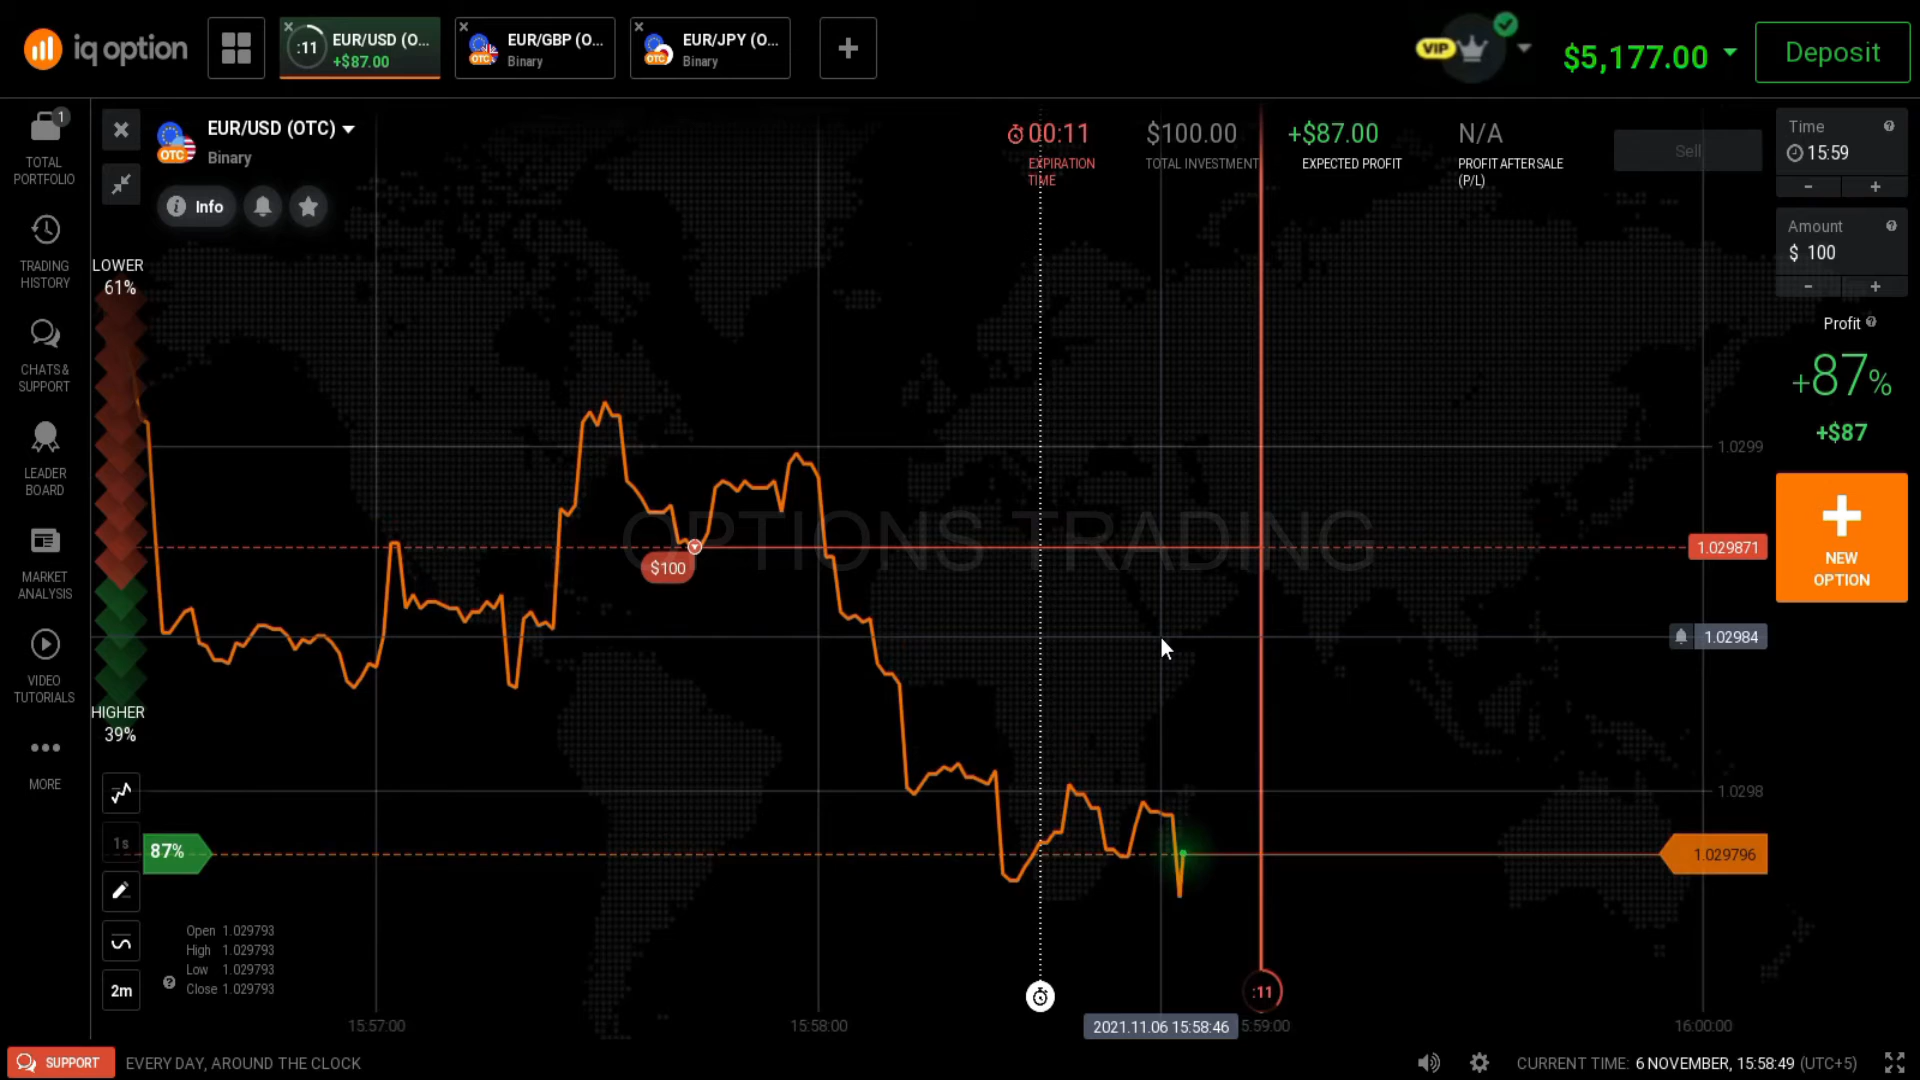 iq option
:11
EUR/USD (O...
+$87.00
EUR/GBP (O...
Binary
EUR/JPY (O...
Binary
VIP
$5,177.00
Deposit
1
TOTAL
PORTFOLIO
TRADING
HISTORY
CHATS &
SUPPORT
LEADER
BOARD
MARKET
ANALYSIS
VIDEO
TUTORIALS
MORE
EUR/USD (OTC)
Binary
OTC
Info
00:11
EXPIRATION
TIME
$100.00
TOTAL INVESTMENT
+$87.00
EXPECTED PROFIT
N/A
PROFIT AFTER SALE
(P/L)
Sell
Time
15:59
Amount
$ 100
Profit
+87%
+$87
NEW
OPTION
LOWER
61%
HIGHER
39%
OPTIONS TRADING
$100
1.0299
1.029871
1.02984
1.0298
1.029796
1s
87%
2m
Open 1.029793
High 1.029793
Low 1.029793
Close 1.029793
:11
15:57:00
15:58:00
2021.11.06 15:58:46
5:59:00
16:00:00
SUPPORT
EVERY DAY, AROUND THE CLOCK
CURRENT TIME: 6 NOVEMBER, 15:58:49 (UTC+5)